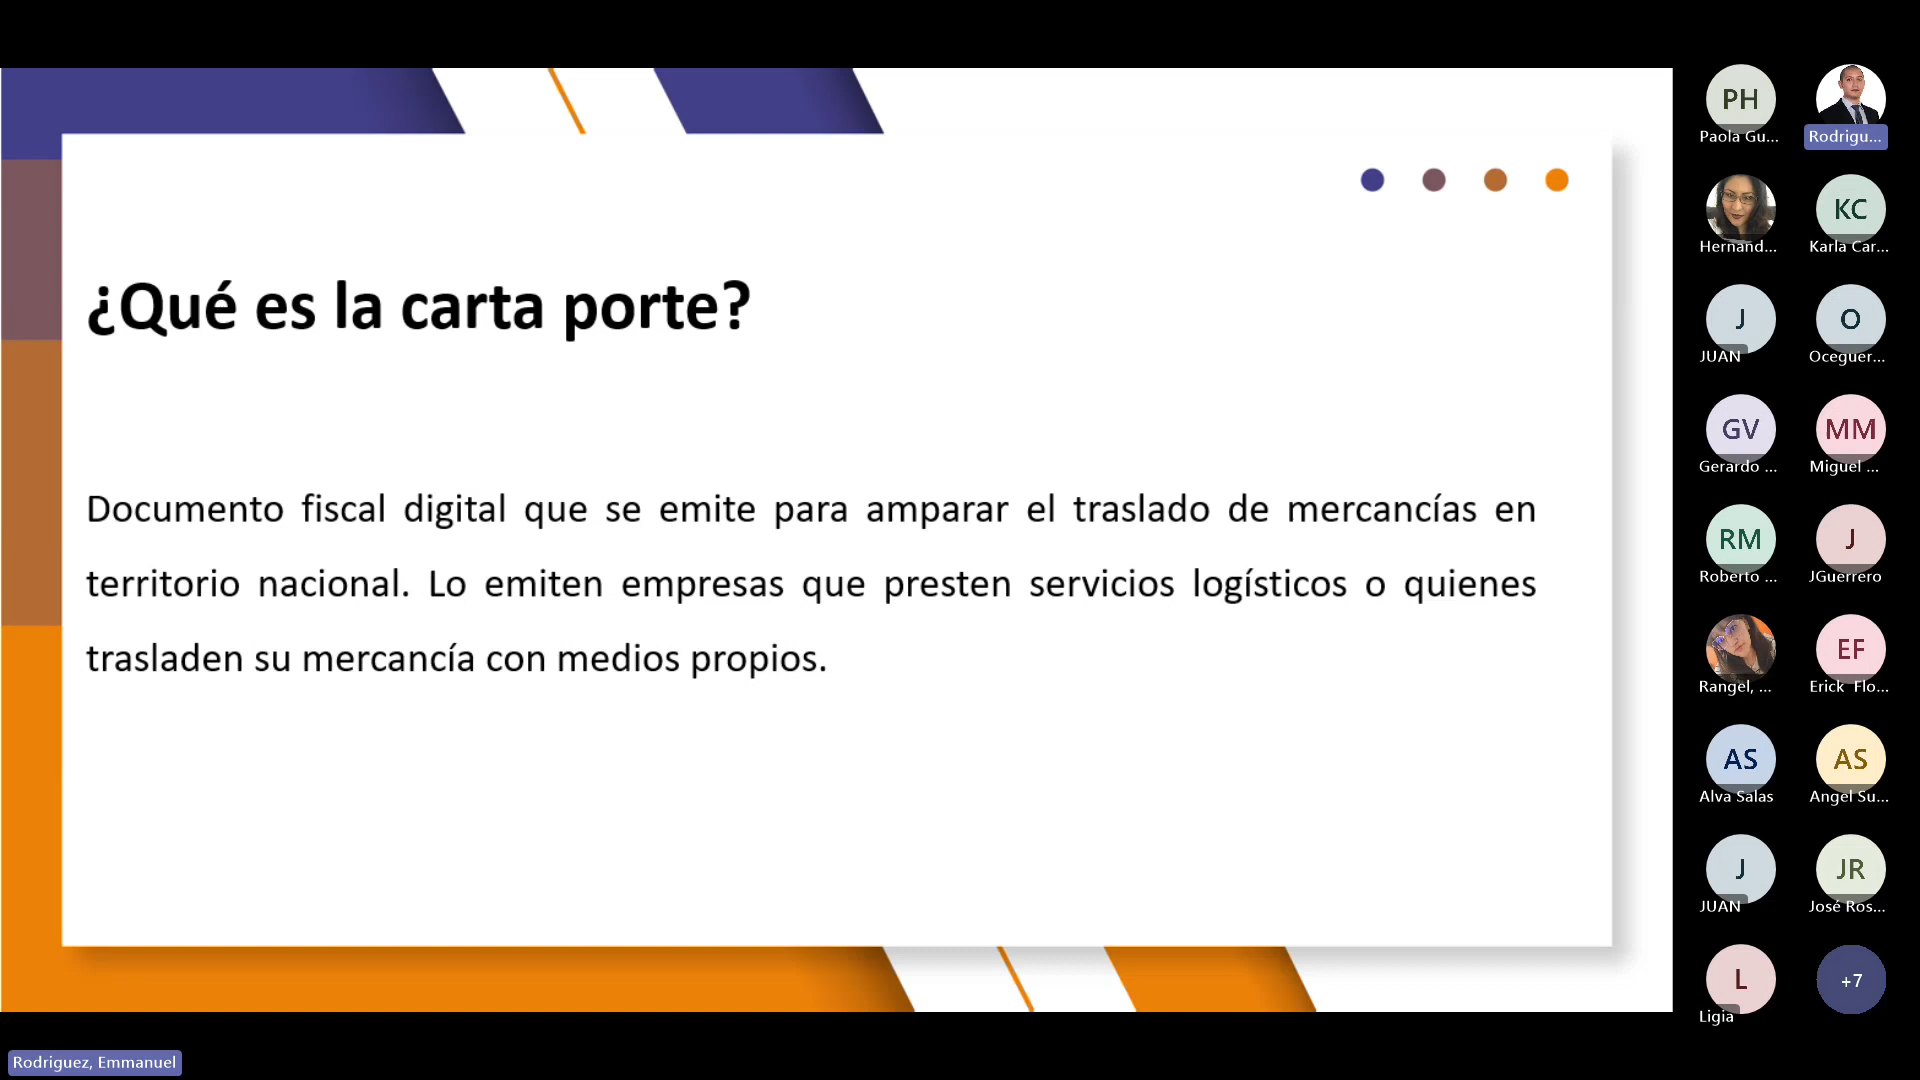 ¿Qué es la carta porte?
Documento fiscal digital que se emite para amparar el traslado de mercancías en
territorio nacional. Lo emiten empresas que presten servicios logísticos o quienes
trasladen su mercancía con medios propios.
PH
Paola Gu...
Rodrigu...
Hernánd...
KC
Karla Car...
J
JUAN
O
Oceguer...
GV
Gerardo ...
MM
Miguel ...
RM
Roberto ...
J
JGuerrero
Rangel, ...
EF
Erick Flo...
AS
Alva Salas
AS
Angel Su...
J
JUAN
JR
José Ros...
L
Ligia
+7
Rodriguez, Emmanuel